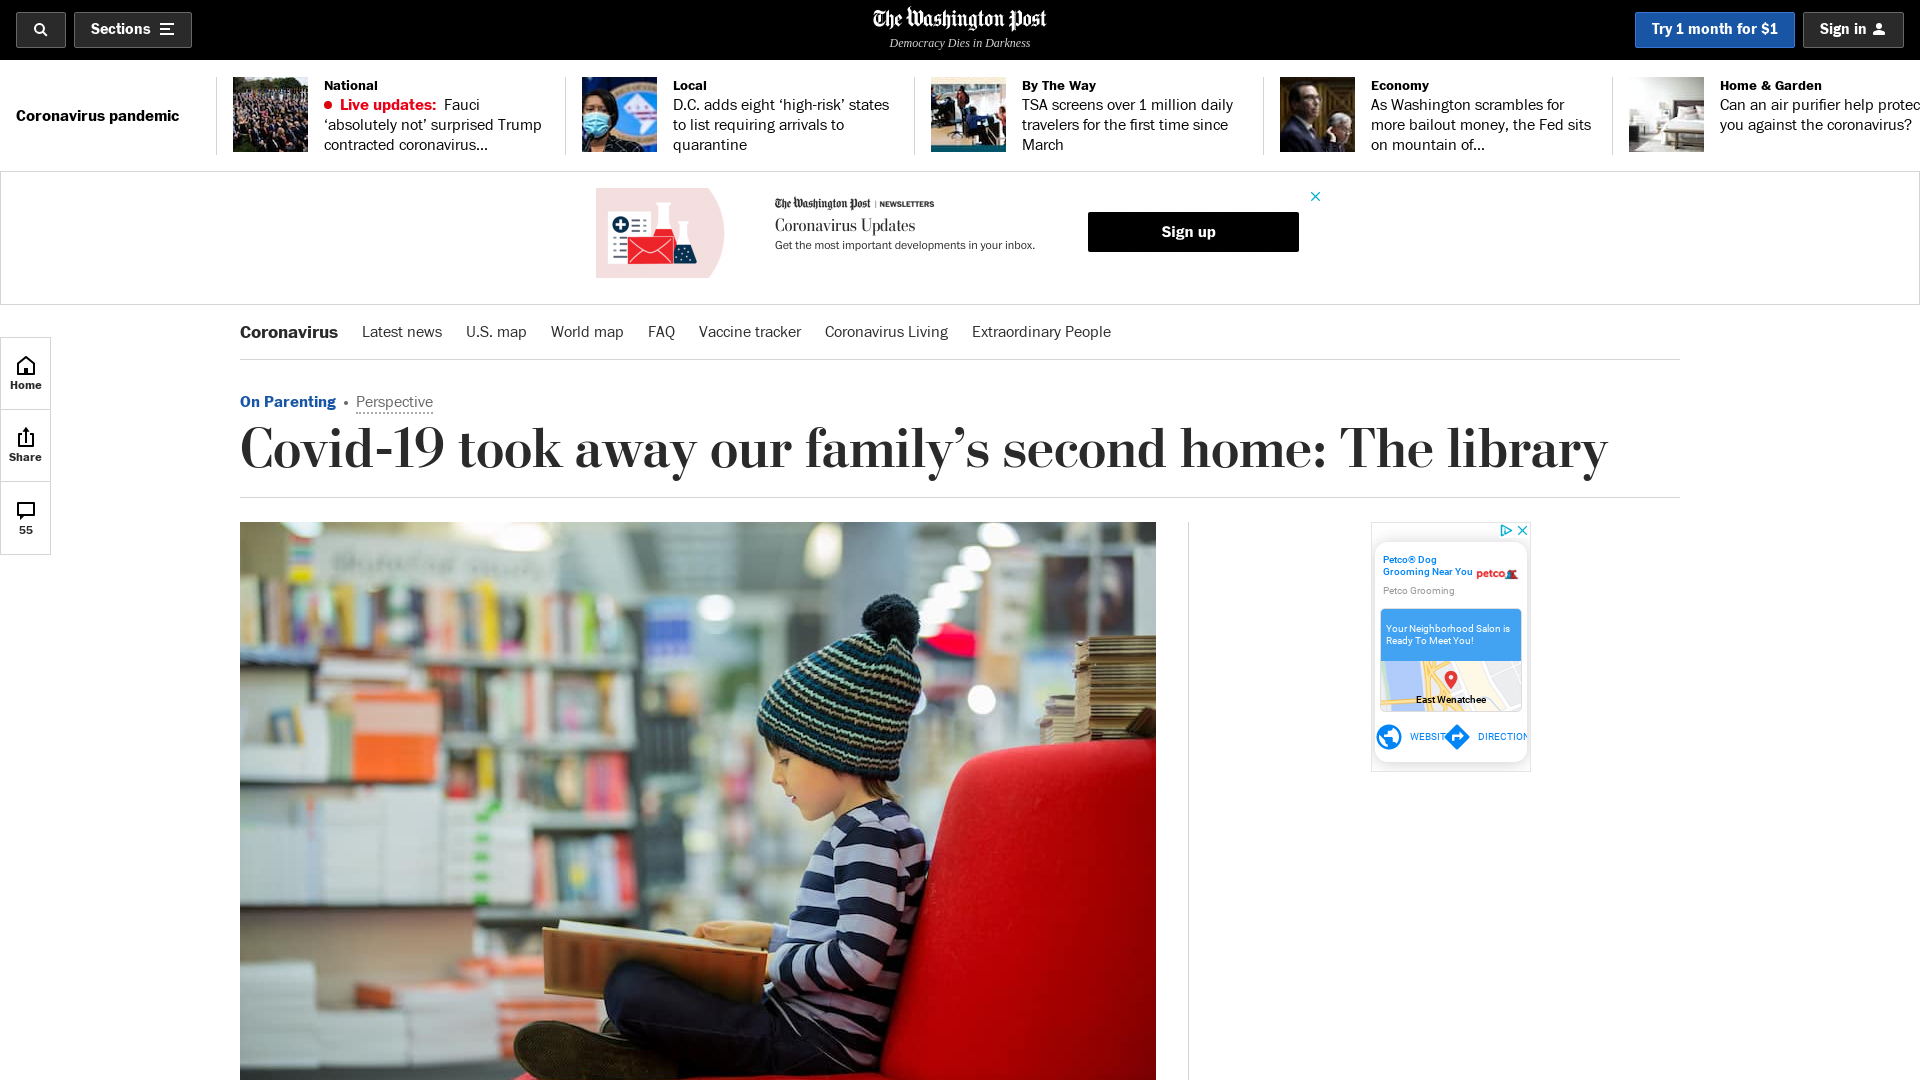 Sections
The Washington Post
Democracy Dies in Darkness
Try 1 month for $1
Sign in
Coronavirus pandemic
National
Live updates: Fauci
‘absolutely not’ surprised Trump
contracted coronavirus...
Local
D.C. adds eight ‘high-risk’ states
to list requiring arrivals to
quarantine
By The Way
TSA screens over 1 million daily
travelers for the first time since
March
Economy
As Washington scrambles for
more bailout money, the Fed sits
on mountain of...
Home & Garden
Can an air purifier help protec
you against the coronavirus?
The Washington Post | NEWSLETTERS
Coronavirus Updates
Get the most important developments in your inbox.
Sign up
Coronavirus
Latest news
U.S. map
World map
FAQ
Vaccine tracker
Coronavirus Living
Extraordinary People
Home
Share
55
On Parenting • Perspective
Covid-19 took away our family’s second home: The library
Petco® Dog
Grooming Near You
petco
Petco Grooming
Your Neighborhood Salon is
Ready To Meet You!
East Wenatchee
WEBSIT
DIRECTION